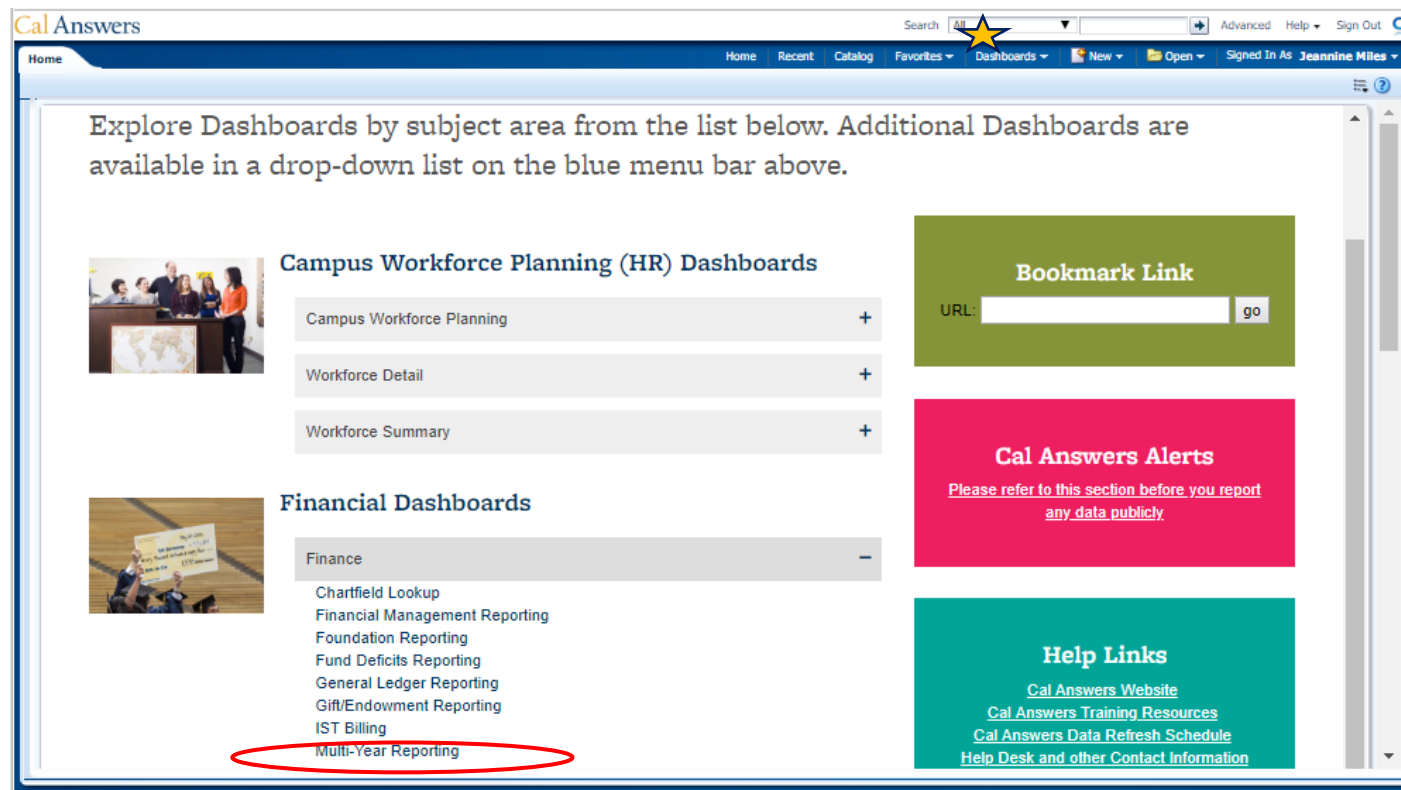 Cal Answers
Search All Advanced Help Sign Out
Home
Home Recent Catalog Favorites Dashboards New Open Signed In As Jeannine Miles
Explore Dashboards by subject area from the list below. Additional Dashboards are
available in a drop-down list on the blue menu bar above.
Campus Workforce Planning (HR) Dashboards
Campus Workforce Planning +
Workforce Detail +
Workforce Summary +
Financial Dashboards
Finance −
Chartfield Lookup
Financial Management Reporting
Foundation Reporting
Fund Deficits Reporting
General Ledger Reporting
Gift/Endowment Reporting
IST Billing
Multi-Year Reporting
Bookmark Link
URL: go
Cal Answers Alerts
Please refer to this section before you report
any data publicly
Help Links
Cal Answers Website
Cal Answers Training Resources
Cal Answers Data Refresh Schedule
Help Desk and other Contact Information